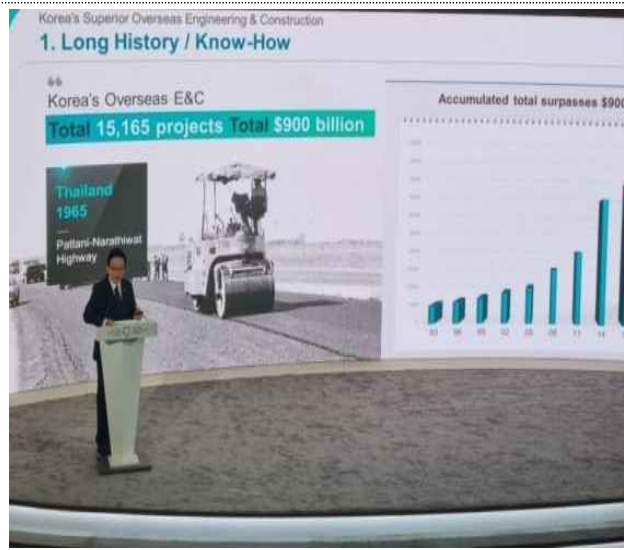 Korea's Superior Overseas Engineering & Construction
1. Long History / Know-How
“
Korea's Overseas E&C
Total 15,165 projects Total $900 billion
Accumulated total surpasses $900
Thailand
1965
Pattani-Narathiwat
Highway